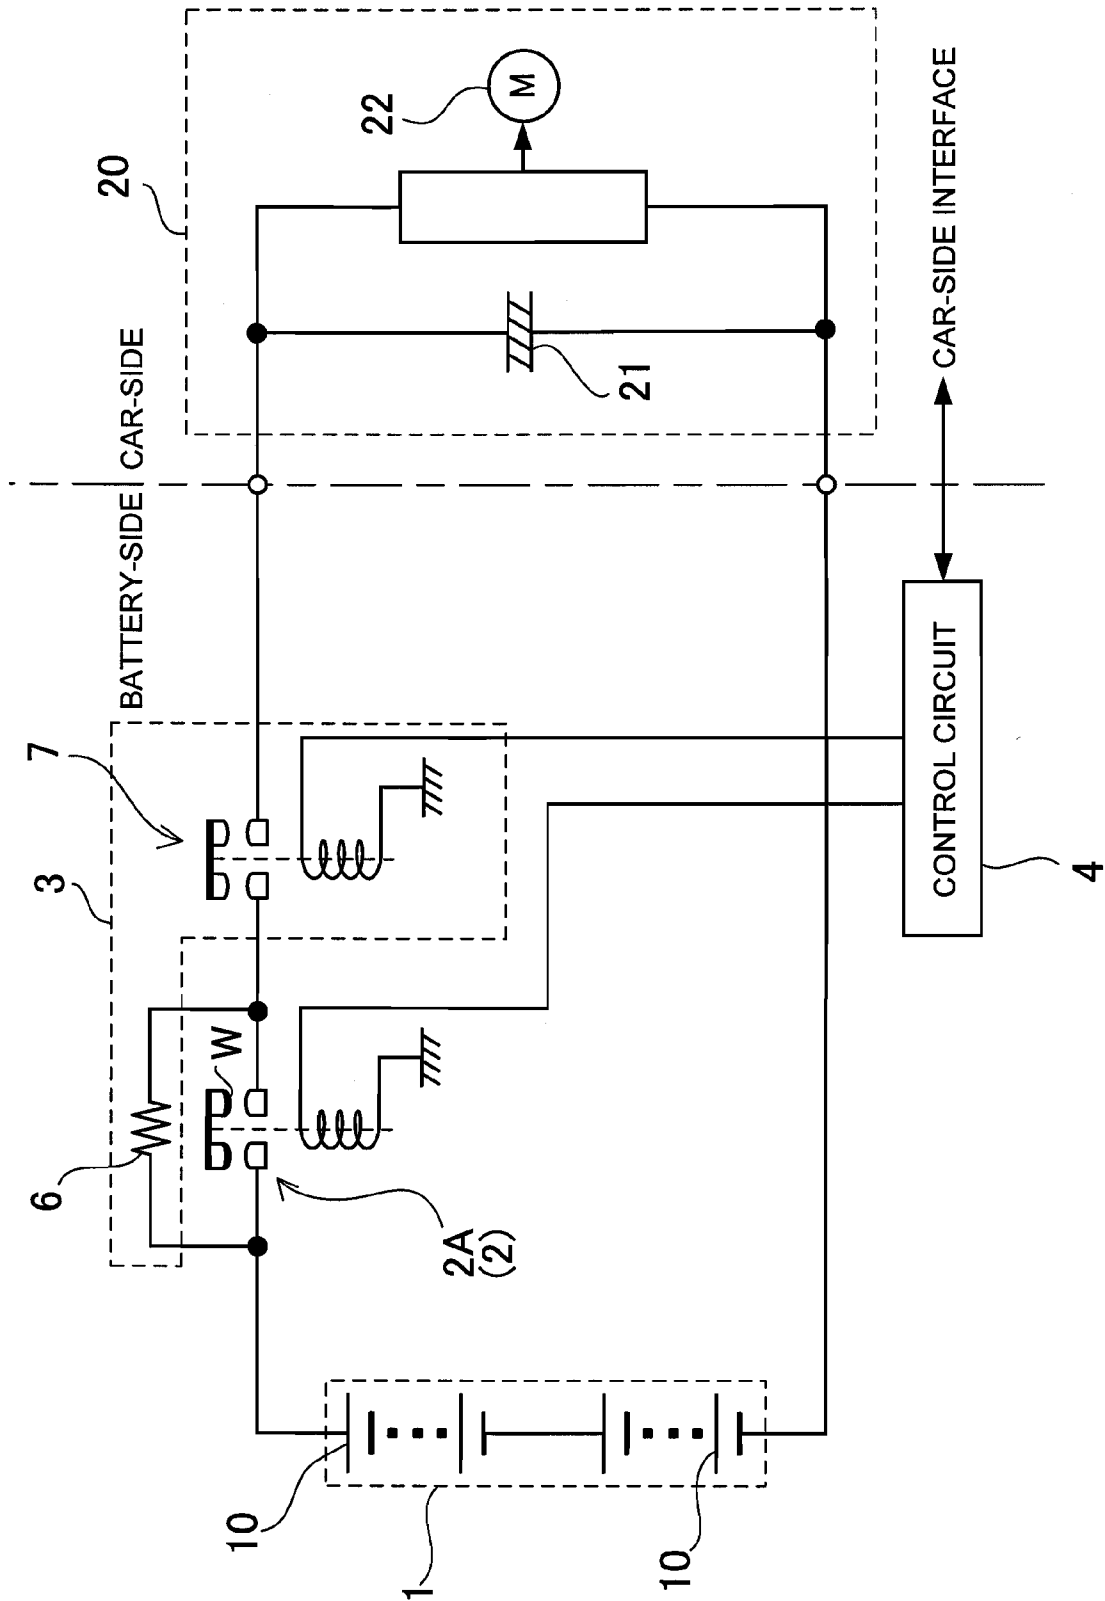 BATTERY-SIDE CAR-SIDE
20
22
M
21
7
3
W
6
2A
(2)
10
1
10
CONTROL CIRCUIT
4
CAR-SIDE INTERFACE